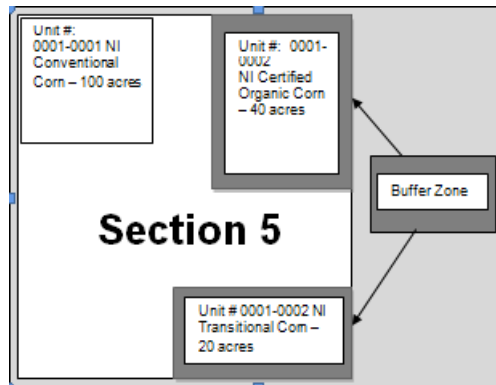 Unit #:
0001-0001 NI
Conventional
Corn – 100 acres
Unit #: 0001-
0002
NI Certified
Organic Corn
– 40 acres
Buffer Zone
Section 5
Unit # 0001-0002 NI
Transitional Corn –
20 acres